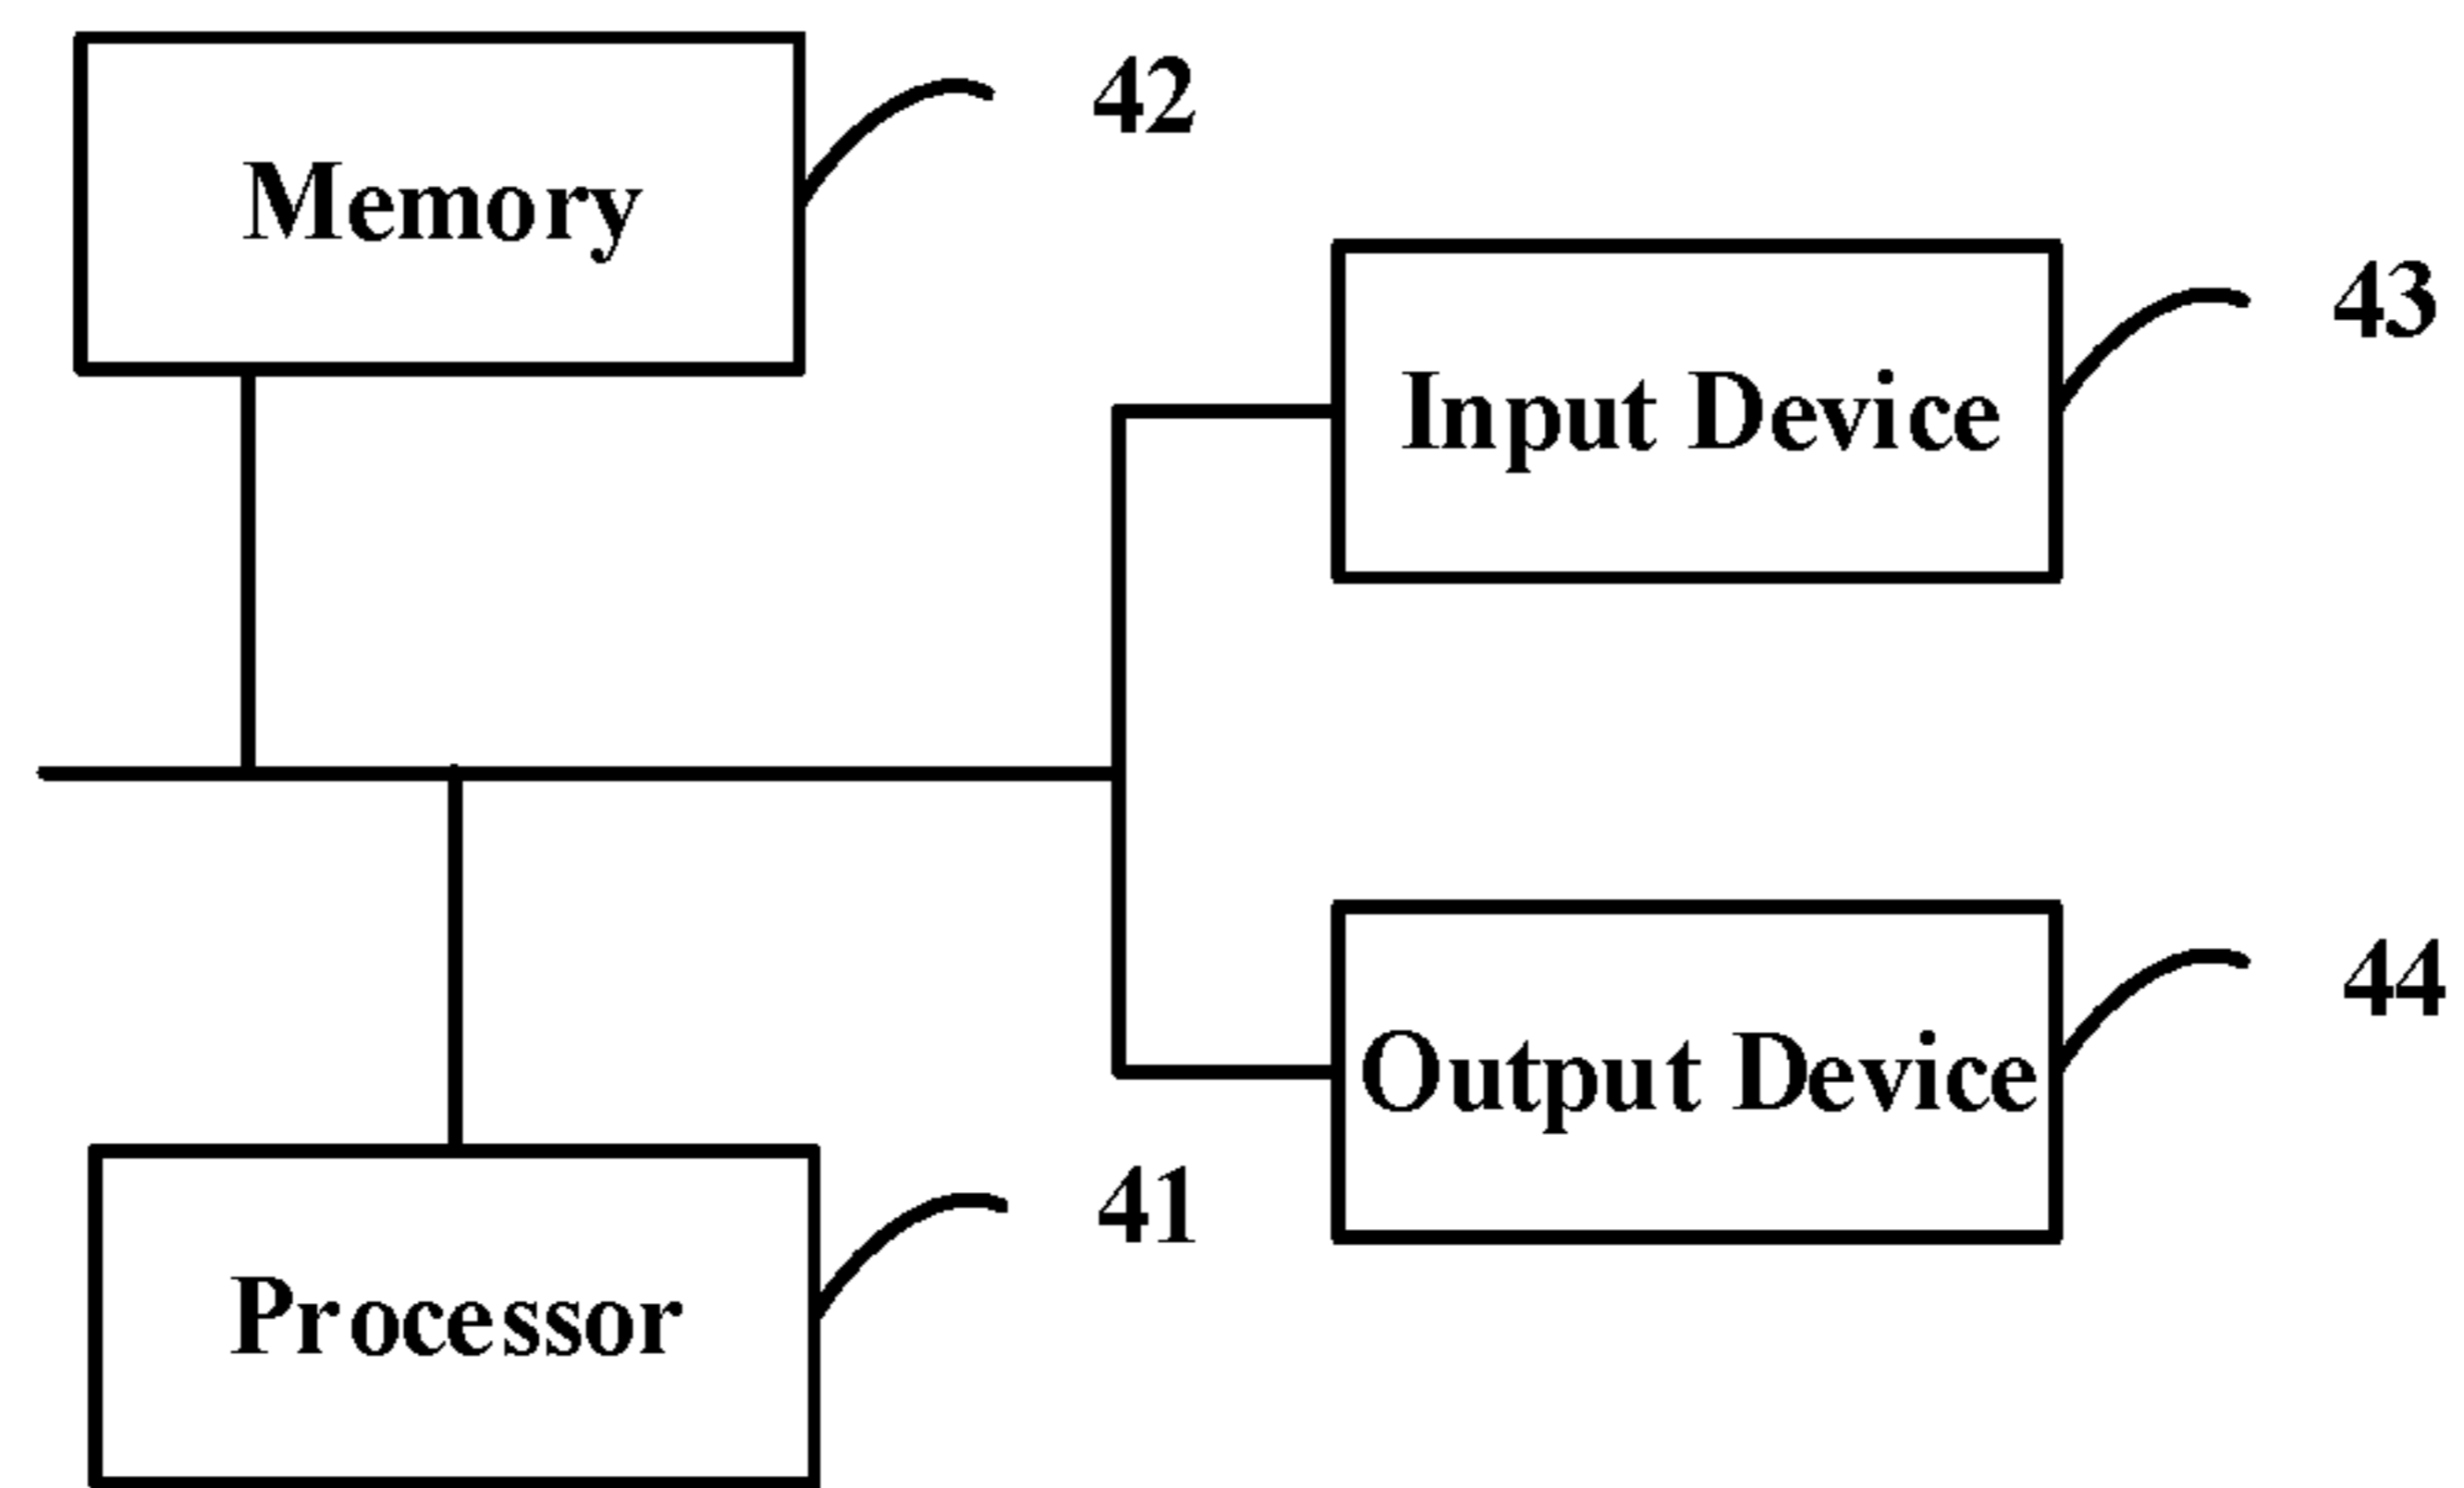 Memory
42
Input Device
43
Output Device
44
Processor
41